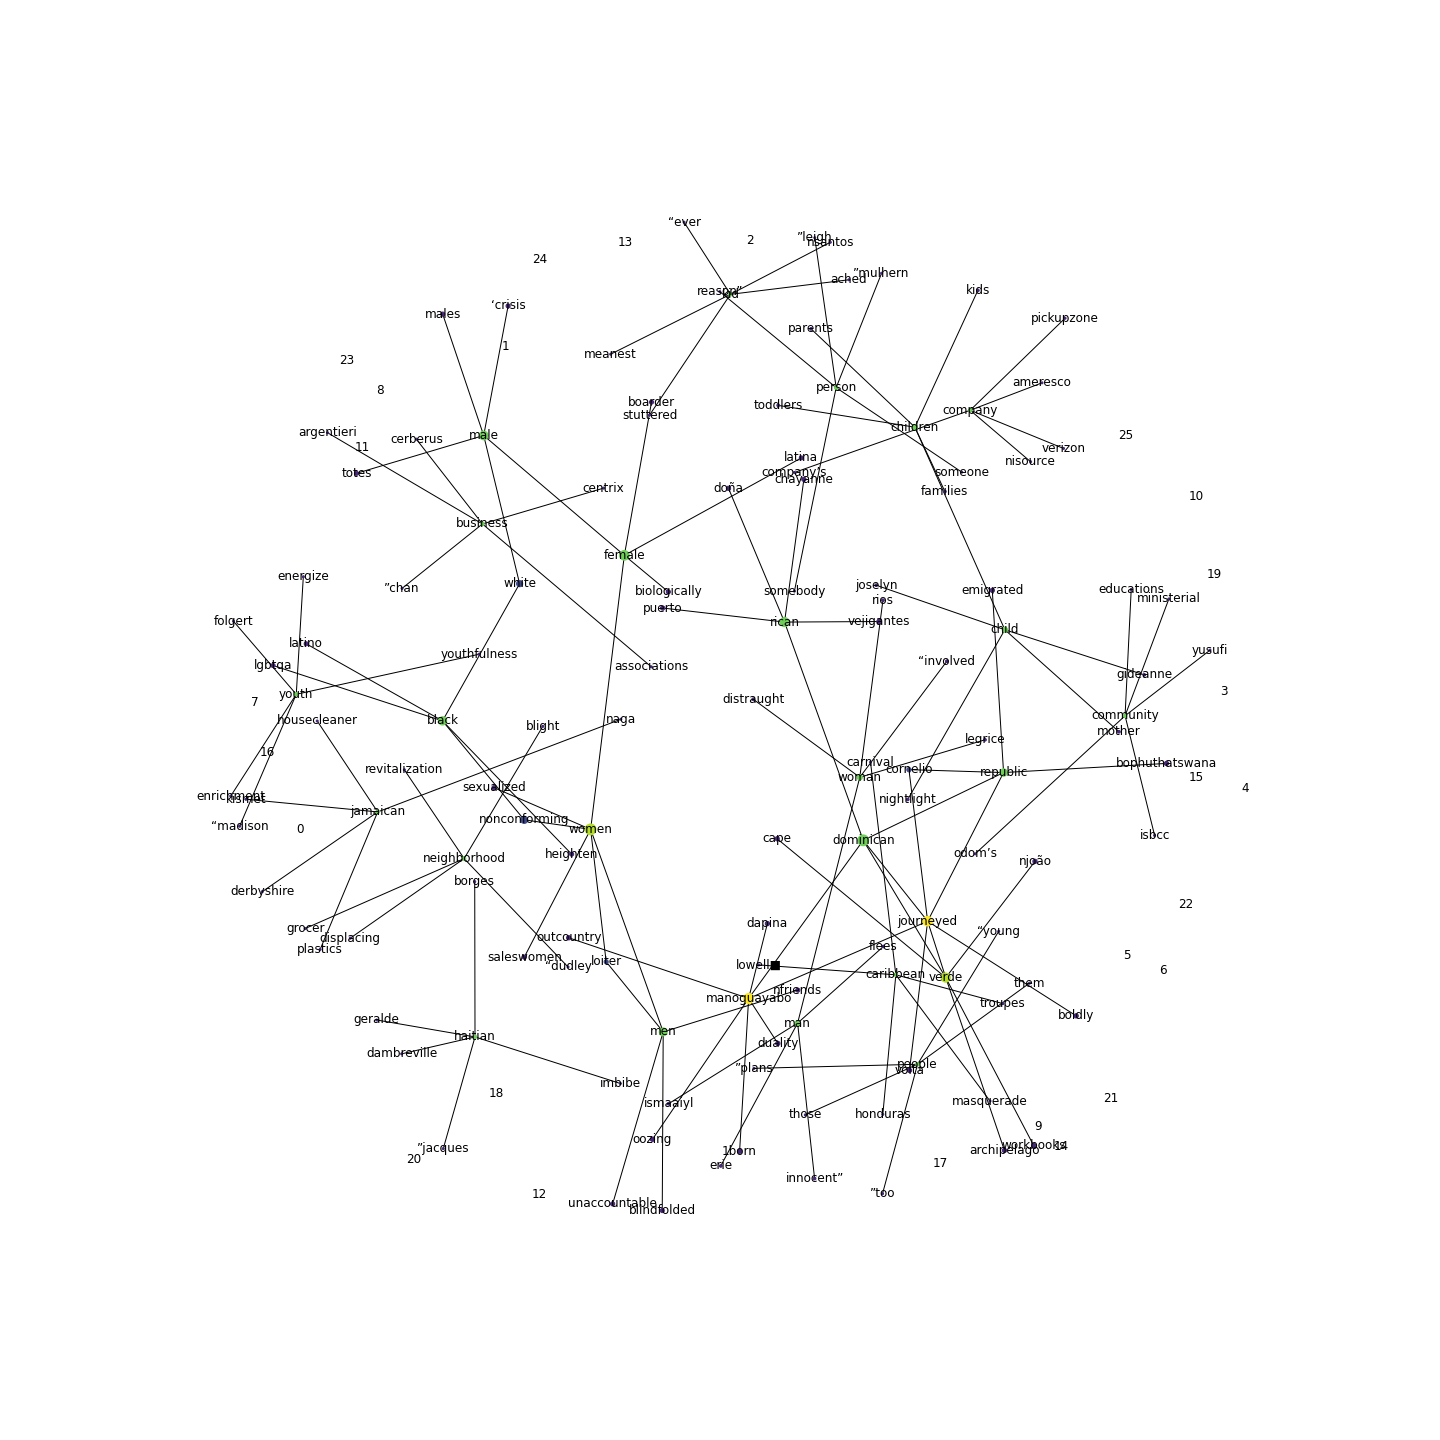 “ever
”leigh
nsantos
13
2
24
”mulhern
ached
reason”
kids
‘crisis
males
pickupzone
parents
1
meanest
23
ameresco
person
8
boarder
toddlers
company
stuttered
children
argentieri
male
25
cerberus
11
verizon
latina
nisource
totes
company's
someone
chayanne
centrix
doña
families
10
business
female
19
energize
white
joselyn
”chan
emigrated
educations
biologically
somebody
ministerial
rios
puerto
folgert
rican
vejigantes
child
latino
yusufi
youthfulness
“involved
lgbtqa
associations
gideanne
3
youth
distraught
7
community
housecleaner
black
naga
blight
mother
legrice
16
carnival
bophuthatswana
revitalization
cornelio
republic
woman
15
sexualized
4
enrichment
kismet
nightlight
jamaican
nonconforming
“madison
0
women
isbcc
cape
dominican
heighten
odom’s
neighborhood
njoão
borges
derbyshire
22
journeyed
dapina
grocer
“young
outcountry
displacing
flees
plastics
5
saleswomen
loiter
lowell
“dudley
6
caribbean
verde
them
nfriends
manoguayabo
troupes
boldly
geralde
man
men
haitian
duality
dambreville
people
”plans
volta
imbibe
18
21
masquerade
ismaaiyl
those
honduras
9
oozing
workbooks
14
”jacques
1born
archipelago
20
17
erie
innocent”
12
”too
unaccountable
blindfolded